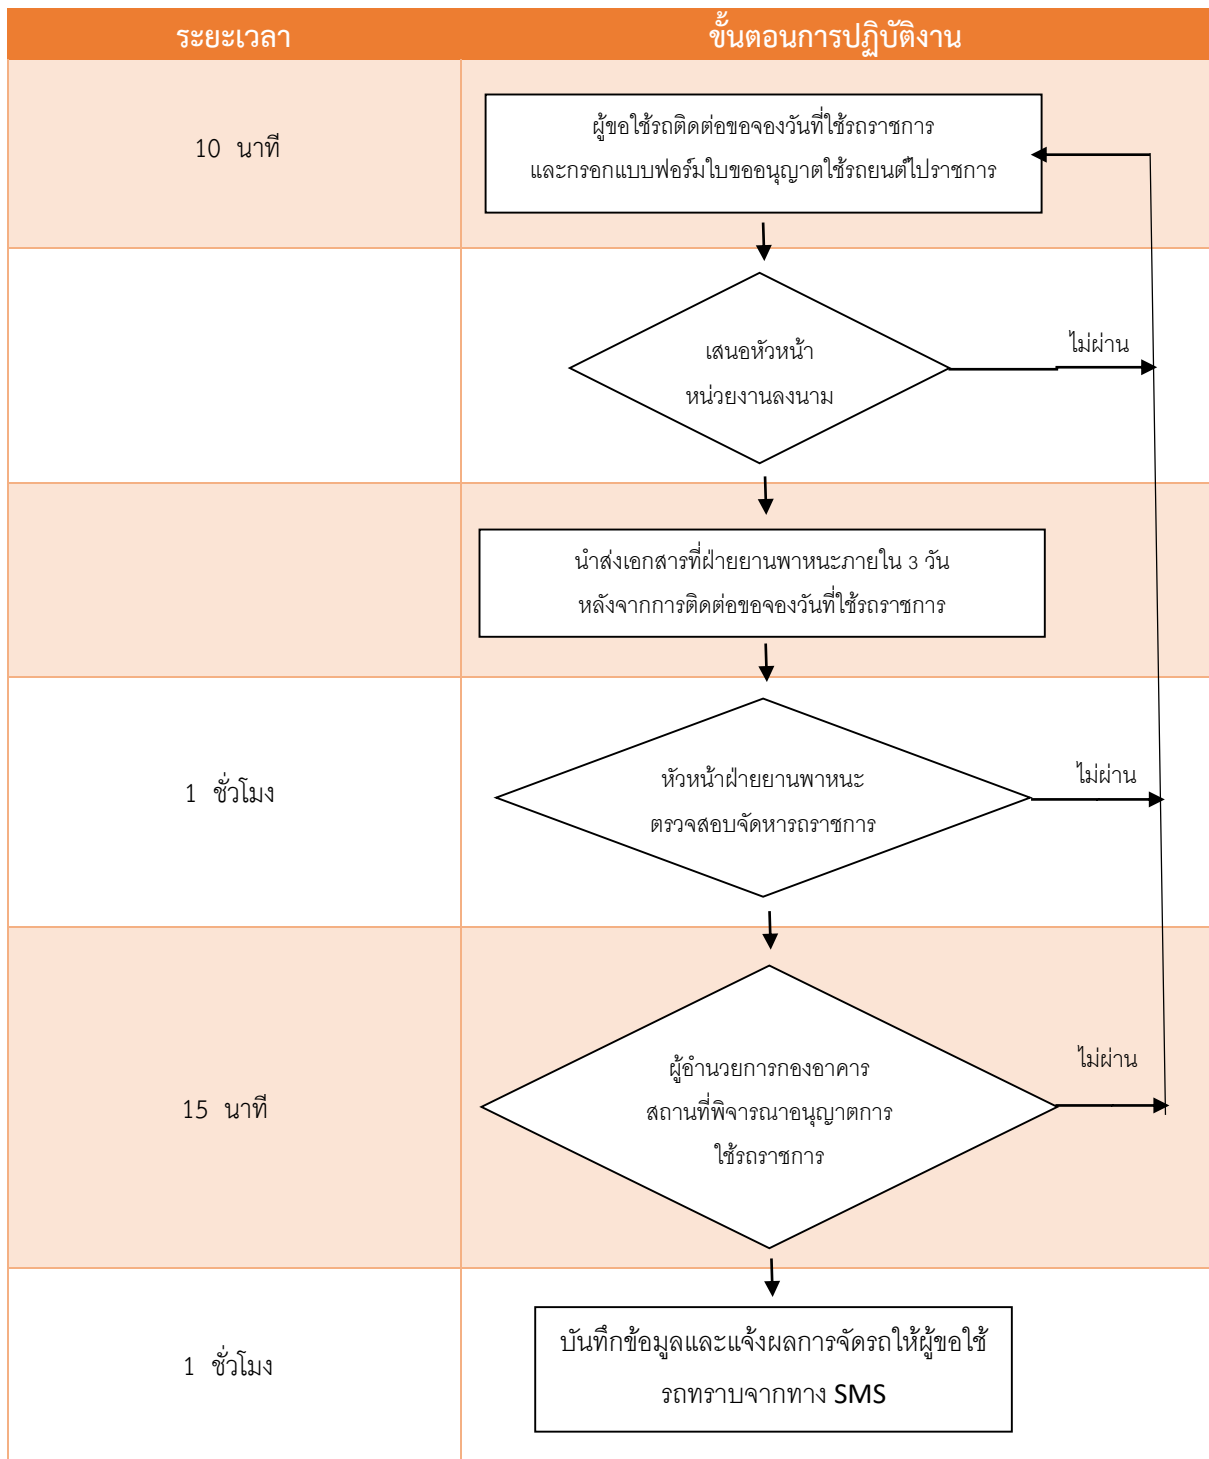 ระยะเวลา
ขั้นตอนการปฏิบัติงาน
10 นาที
ผู้ขอใช้รถติดต่อขอจองวันที่ใช้รถราชการ
และกรอกแบบฟอร์มใบขออนุญาตใช้รถยนต์ไปราชการ
เสนอหัวหน้า
หน่วยงานลงนาม
ไม่ผ่าน
นำส่งเอกสารที่ฝ่ายยานพาหนะภายใน 3 วัน
หลังจากการติดต่อขอจองวันที่ใช้รถราชการ
1 ชั่วโมง
หัวหน้าฝ่ายยานพาหนะ
ตรวจสอบจัดหารถราชการ
ไม่ผ่าน
15 นาที
ผู้อำนวยการกองอาคาร
สถานที่พิจารณาอนุญาตการ
ใช้รถราชการ
ไม่ผ่าน
1 ชั่วโมง
บันทึกข้อมูลและแจ้งผลการจัดรถให้ผู้ขอใช้
รถทราบจากทาง SMS